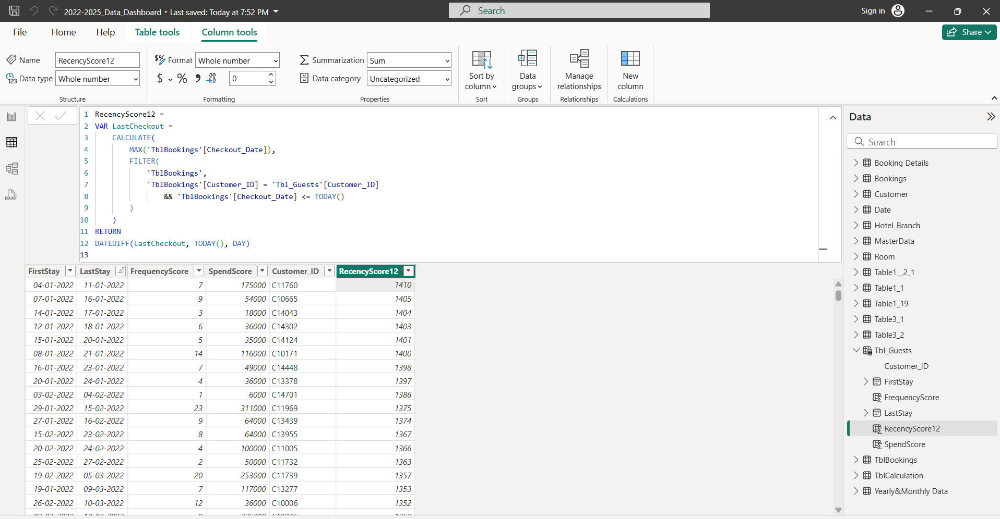 2022-2025_Data_Dashboard • Last saved: Today at 7:52 PM
Search
Sign in
File Home Help Table tools Column tools
Share
Name RecencyScore12
Data type Whole number
Structure
Format Whole number
$ % 0
Formatting
Summarization Sum
Data category Uncategorized
Properties
Sort by
column
Sort
Data
groups
Groups
Manage
relationships
Relationships
New
column
Calculations
1 RecencyScore12 =
2 VAR LastCheckout =
3 CALCULATE(
4 MAX('TblBookings'[Checkout_Date]),
5 FILTER(
6 'TblBookings',
7 'TblBookings'[Customer_ID] = 'Tbl_Guests'[Customer_ID]
8 && 'TblBookings'[Checkout_Date] <= TODAY()
9 )
10 )
11 RETURN
12 DATEDIFF(LastCheckout, TODAY(), DAY)
13
FirstStay LastStay FrequencyScore SpendScore Customer_ID RecencyScore12
04-01-2022 11-01-2022 7 175000 C11760 1410
07-01-2022 16-01-2022 9 54000 C10665 1405
14-01-2022 17-01-2022 3 18000 C14043 1404
12-01-2022 18-01-2022 6 36000 C14302 1403
15-01-2022 20-01-2022 5 35000 C14124 1401
08-01-2022 21-01-2022 14 116000 C10171 1400
16-01-2022 23-01-2022 7 49000 C14448 1398
20-01-2022 24-01-2022 4 36000 C13378 1397
03-02-2022 04-02-2022 1 6000 C14701 1386
29-01-2022 15-02-2022 23 311000 C11969 1375
27-01-2022 16-02-2022 9 64000 C13439 1374
15-02-2022 23-02-2022 8 64000 C13955 1367
20-02-2022 24-02-2022 4 100000 C11005 1366
25-02-2022 27-02-2022 2 50000 C11732 1363
19-02-2022 05-03-2022 20 253000 C11739 1357
19-01-2022 09-03-2022 7 117000 C13277 1353
26-02-2022 10-03-2022 12 36000 C10006 1352
Data
Search
Booking Details
Bookings
Customer
Date
Hotel_Branch
MasterData
Room
Table1__2_1
Table1_1
Table1_19
Table3_1
Table3_2
Tbl_Guests
Customer_ID
FirstStay
FrequencyScore
LastStay
RecencyScore12
SpendScore
TblBookings
TblCalculation
Yearly&Monthly Data